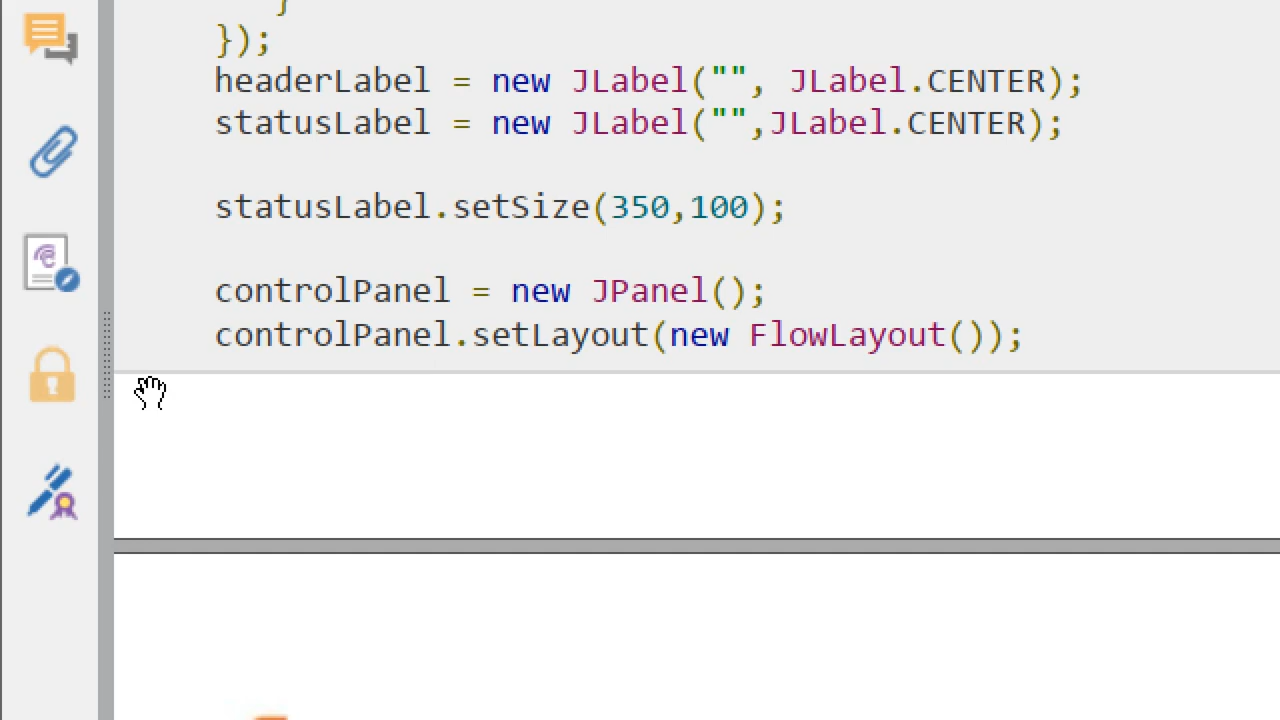 }
});
headerLabel = new JLabel("", JLabel.CENTER);
statusLabel = new JLabel("",JLabel.CENTER);
statusLabel.setSize(350,100);
controlPanel = new JPanel();
controlPanel.setLayout(new FlowLayout());